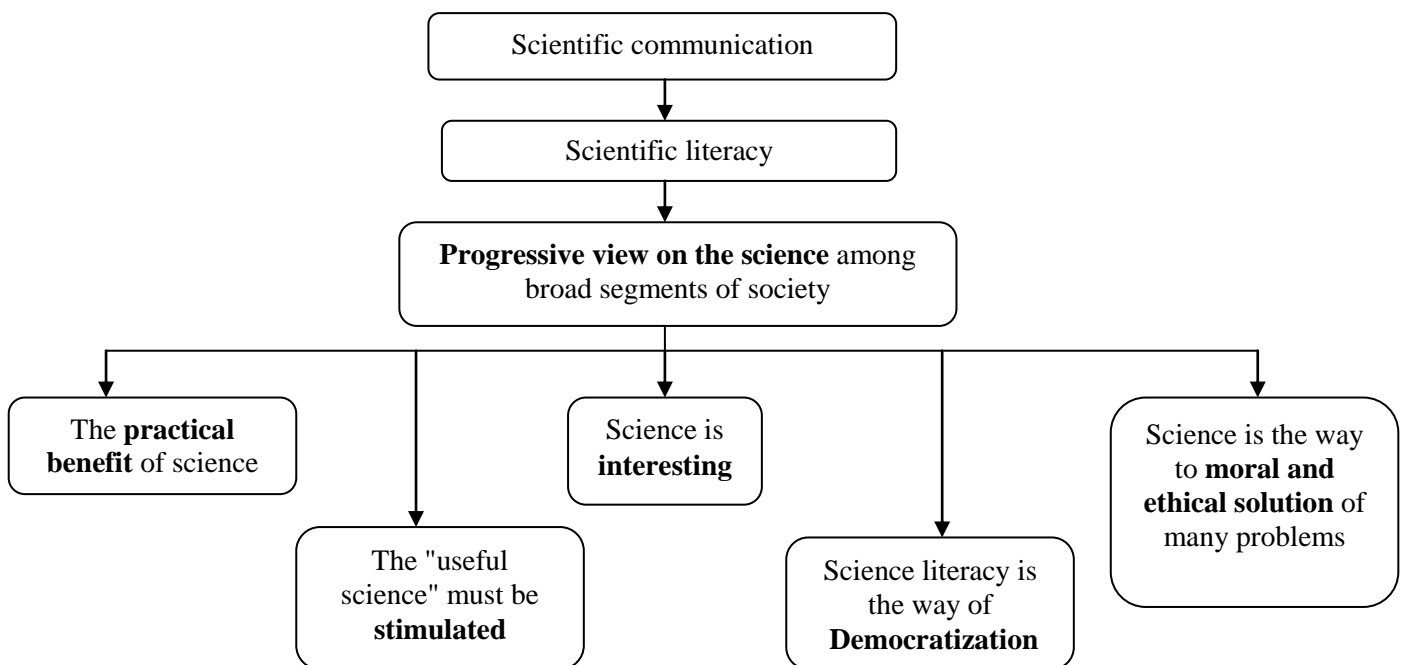 Scientific communication
Scientific literacy
Progressive view on the science among
broad segments of society
The practical
benefit of science
The "useful
science" must be
stimulated
Science is
interesting
Science literacy is
the way of
Democratization
Science is the way
to moral and
ethical solution of
many problems